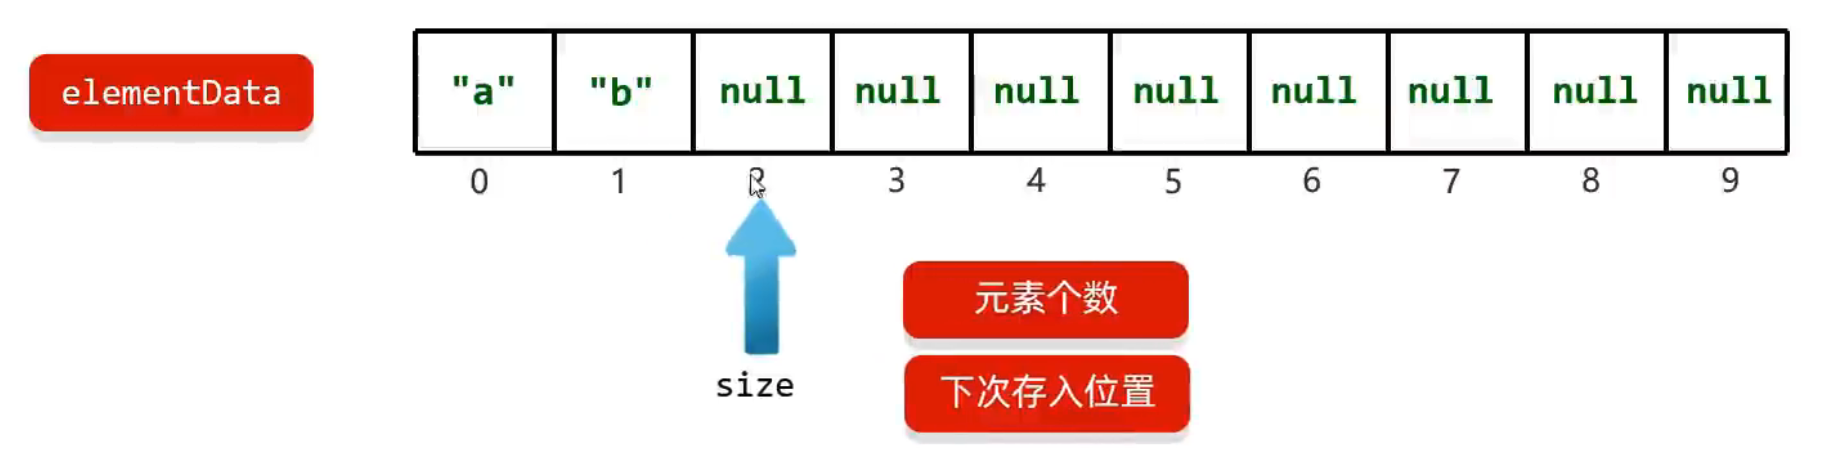 elementData
"a" "b" null null null null null null null null
0 1 2 3 4 5 6 7 8 9
元素个数
size
下次存入位置